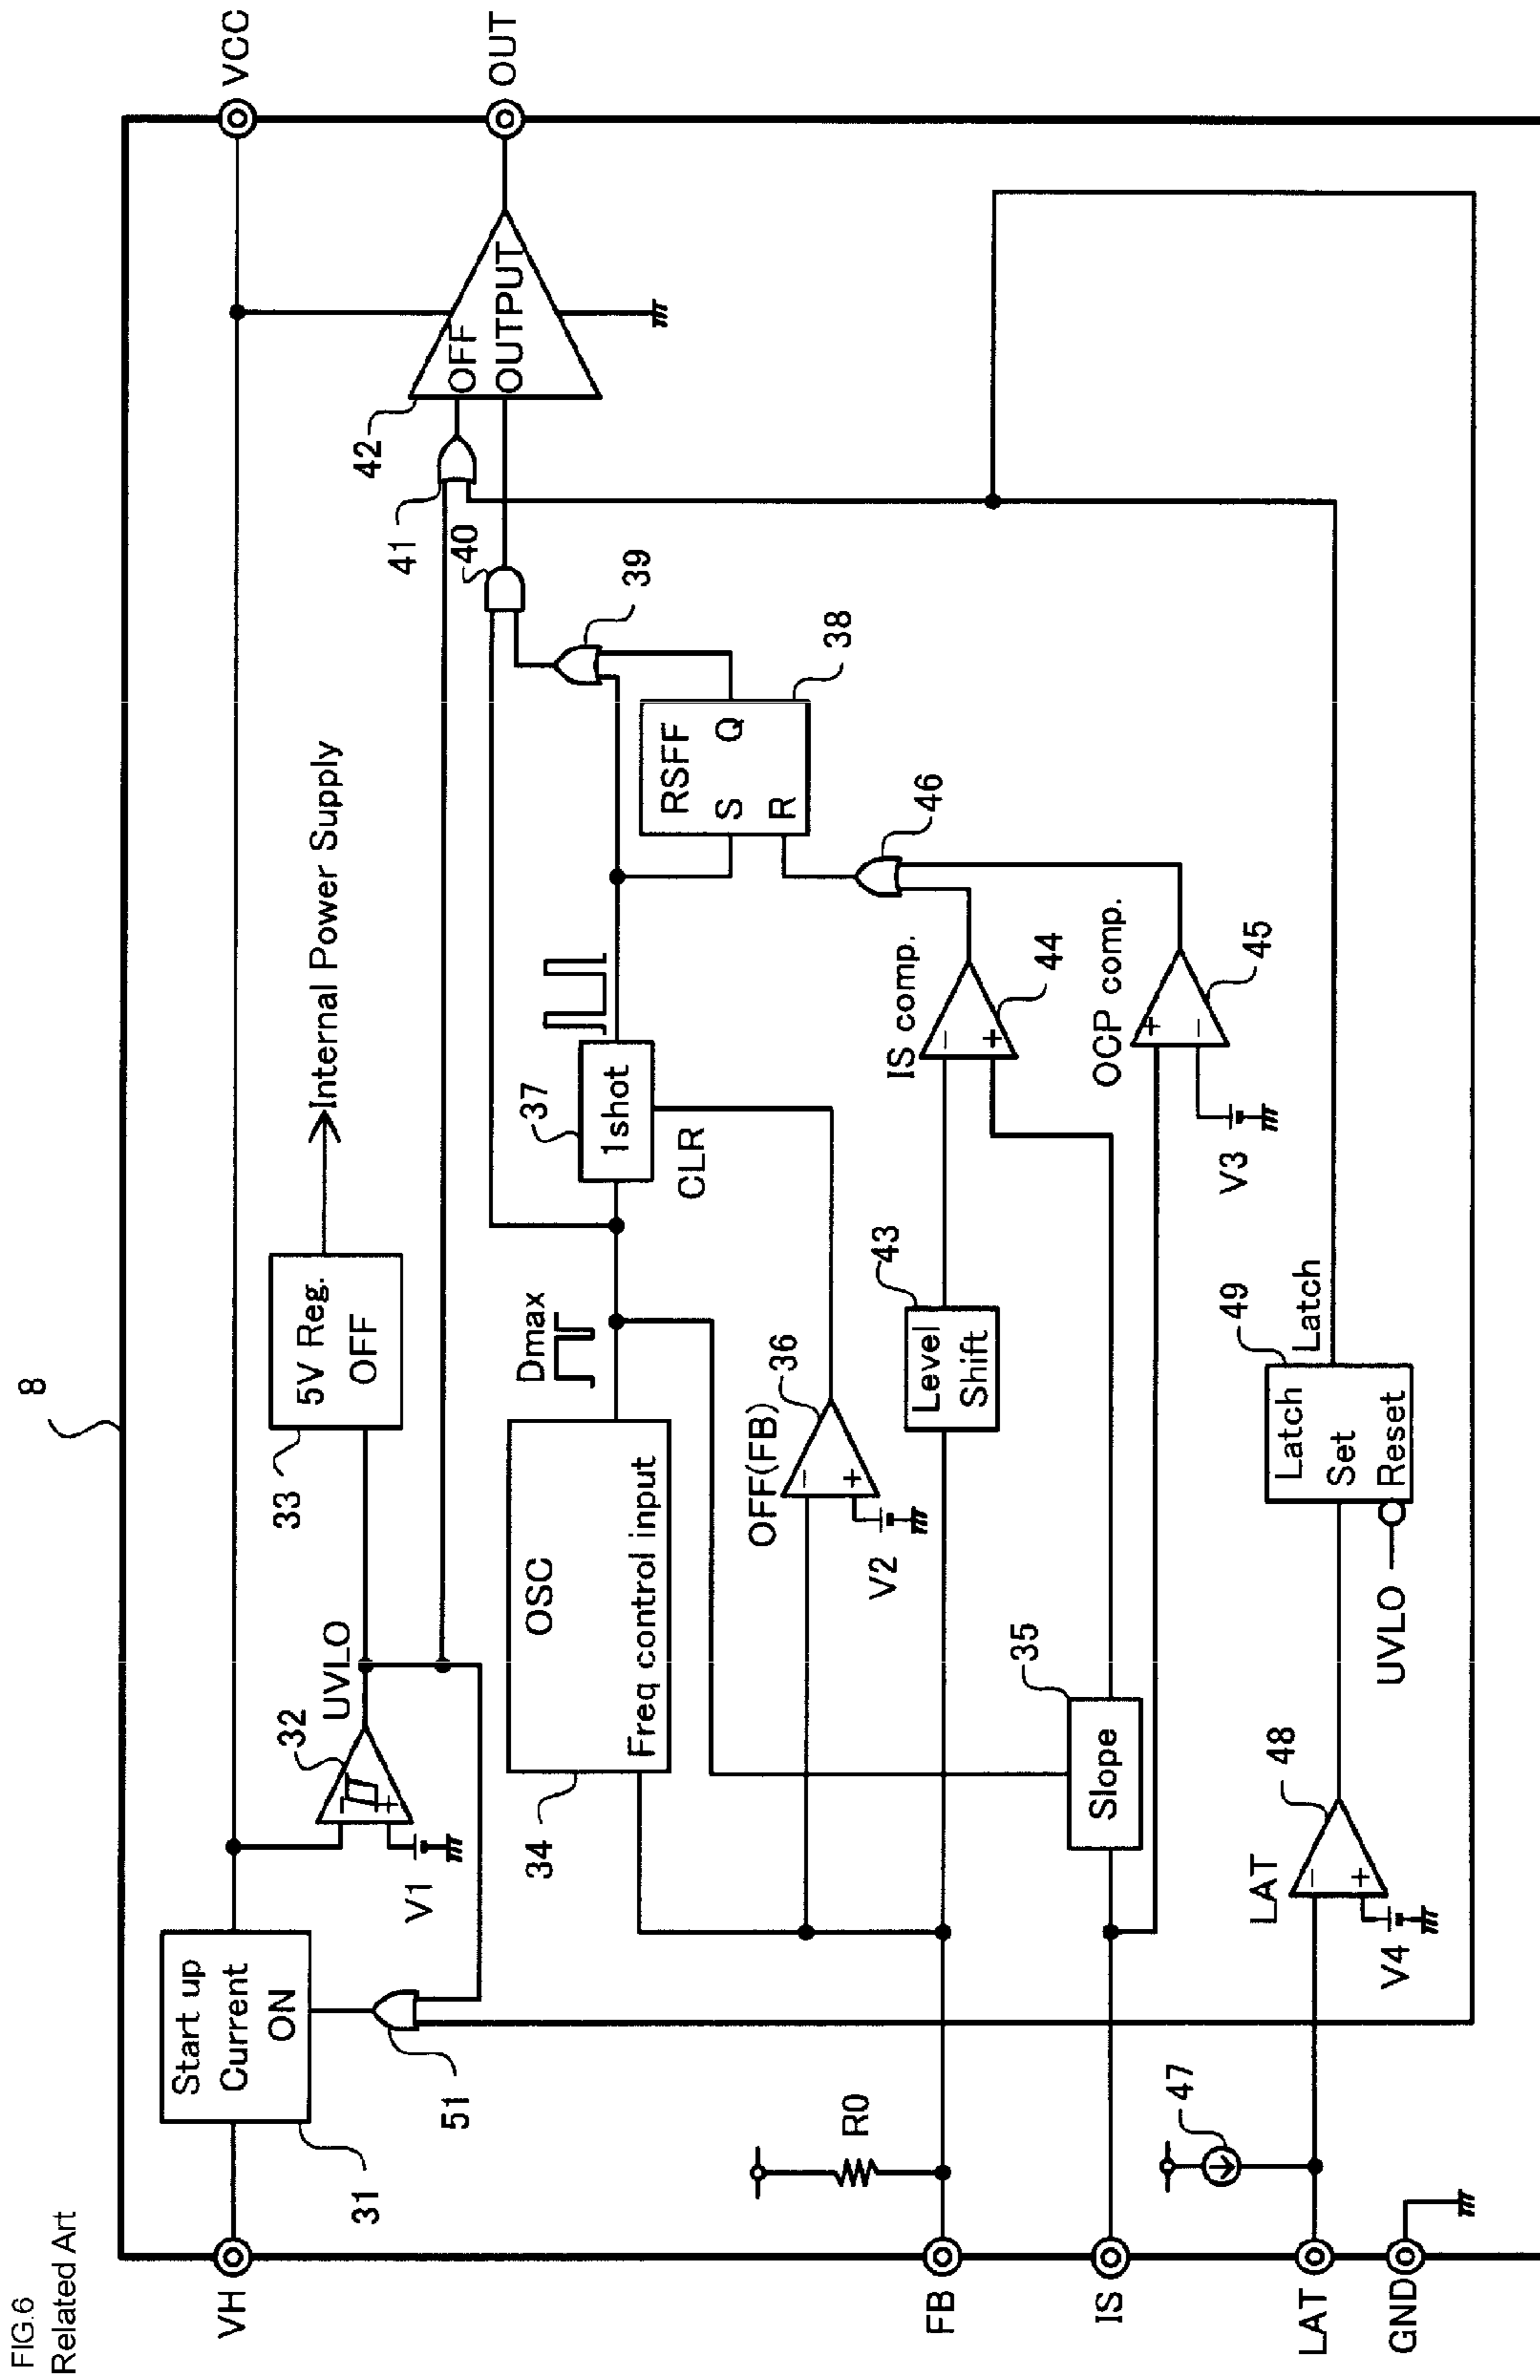 FIG.6
Related Art
8
VH
FB
IS
LAT
GND
VCC
OUT
Start up
Current
ON
31
51
32
UVLO
V1
33
5V Reg.
OFF
Internal Power Supply
OSC
Freq control input
34
Dmax
37
1shot
CLR
OFF(FB)
36
V2
−
+
43
Level
Shift
35
Slope
IS comp.
44
−
+
OCP comp.
45
+
−
V3
46
RSFF
S
Q
R
38
39
40
41
42
OFF
OUTPUT
R0
47
LAT
48
−
+
V4
49
Latch
Set
Reset
Latch
UVLO
+